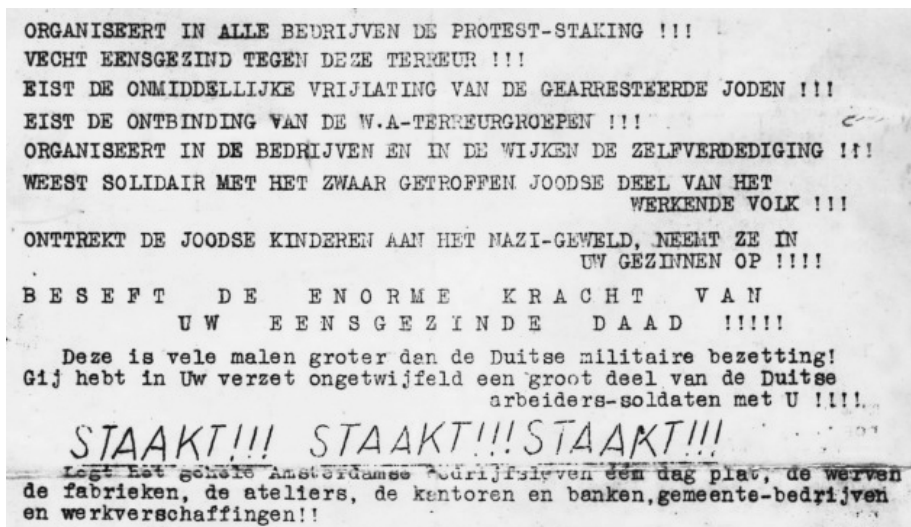 ORGANISEERT IN ALLE BEDRIJVEN DE PROTEST-STAKING !!!
VECHT EENSGEZIND TEGEN DEZE TERREUR !!!
EIST DE ONMIDDELLIJKE VRIJLATING VAN DE GEARRESTEERDE JODEN !!!
EIST DE ONTBINDING VAN DE W.A-TERREURGROEPEN !!!
ORGANISEERT IN DE BEDRIJVEN EN IN DE WIJKEN DE ZELFVERDEDIGING !!!
WEEST SOLIDAIR MET HET ZWAAR GETROFFEN JOODSE DEEL VAN HET
WERKENDE VOLK !!!
ONTTREKT DE JOODSE KINDEREN AAN HET NAZI-GEWELD, NEEMT ZE IN
UW GEZINNEN OP !!!!
B E S E F T D E E N O R M E K R A C H T V A N
U W E E N S G E Z I N D E D A A D !!!!!
Deze is vele malen groter dan de Duitse militaire bezetting!
Gij hebt in Uw verzet ongetwijfeld een groot deel van de Duitse
arbeiders-soldaten met U !!!!
STAAKT!!! STAAKT!!! STAAKT!!!
Legt het gehele Amsterdamse bedrijfsleven één dag plat, de werven
de fabrieken, de ateliers, de kantoren en banken,gemeente-bedrijven
en werkverschaffingen!!